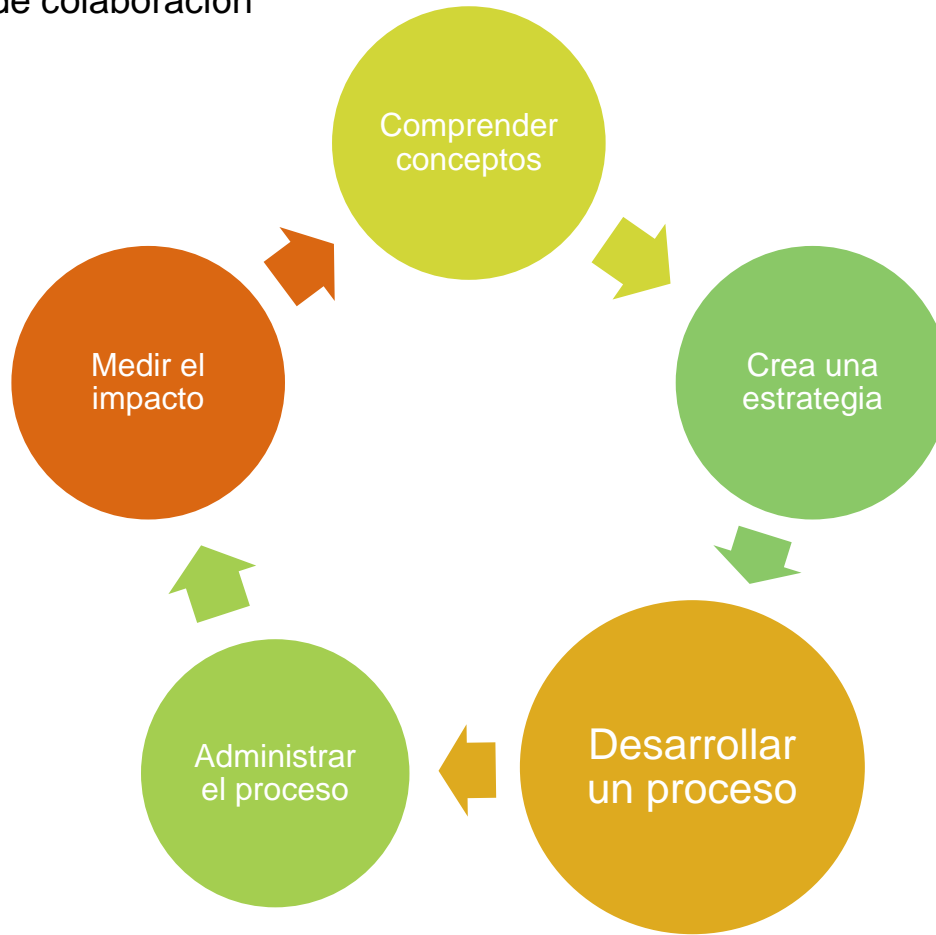 de colaboración
Comprender
conceptos
Crea una
estrategia
Desarrollar
un proceso
Administrar
el proceso
Medir el
impacto